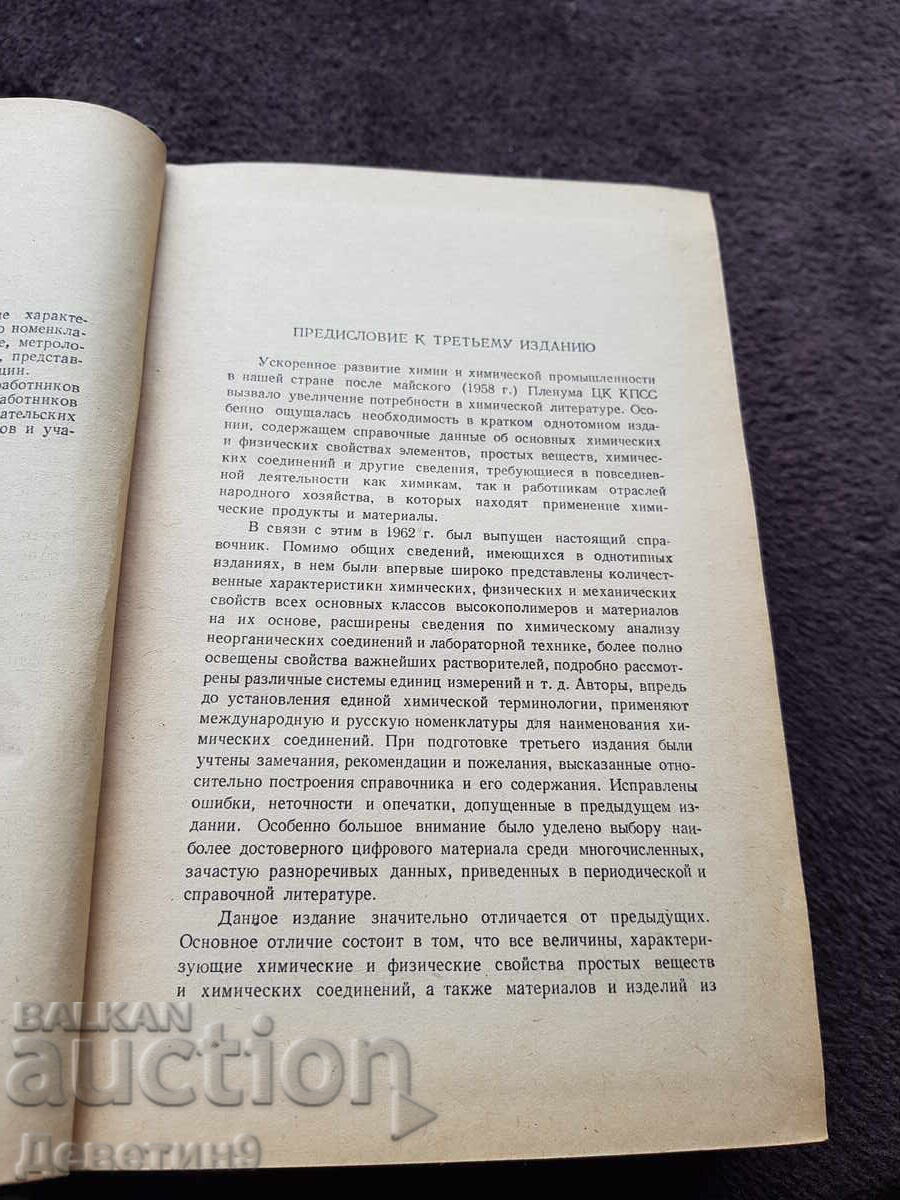 характе-
номенкла-
метроло-
представ-
ции.
работников
аботников
ательских
ов и уча-
ПРЕДИСЛОВИЕ К ТРЕТЬЕМУ ИЗДАНИЮ
Ускоренное развитие химии и химической промышленности
в нашей стране после майского (1958 г.) Пленума ЦК КПСС
вызвало увеличение потребности в химической литературе. Осо-
бенно ощущалась необходимость в кратком однотомном изда-
нии, содержащем справочные данные об основных химических
и физических свойствах элементов, простых веществ, химичес-
ких соединений и другие сведения, требующиеся в повседнев-
ной деятельности как химикам, так и работникам отраслей
народного хозяйства, в которых находят применение хими-
ческие продукты и материалы.
В связи с этим в 1962 г. был выпущен настоящий спра-
вочник. Помимо общих сведений, имеющихся в однотипных
изданиях, в нем были впервые широко представлены количест-
венные характеристики химических, физических и механических
свойств всех основных классов высокополимеров и материалов
на их основе, расширены сведения по химическому анализу
неорганических соединений и лабораторной технике, более полно
освещены свойства важнейших растворителей, подробно рассмот-
рены различные системы единиц измерений и т. д. Авторы, впредь
до установления единой химической терминологии, применяют
международную и русскую номенклатуры для наименования хи-
мических соединений. При подготовке третьего издания были
учтены замечания, рекомендации и пожелания, высказанные отно-
сительно построения справочника и его содержания. Исправлены
ошибки, неточности и опечатки, допущенные в предыдущем из-
дании. Особенно большое внимание было уделено выбору наи-
более достоверного цифрового материала среди многочисленных,
зачастую разноречивых данных, приведенных в периодической и
справочной литературе.
Данное издание значительно отличается от предыдущих.
Основное отличие состоит в том, что все величины, характери-
зующие химические и физические свойства простых веществ
и химических соединений, а также материалов и изделий из
BALKAN
auction
Деветин9